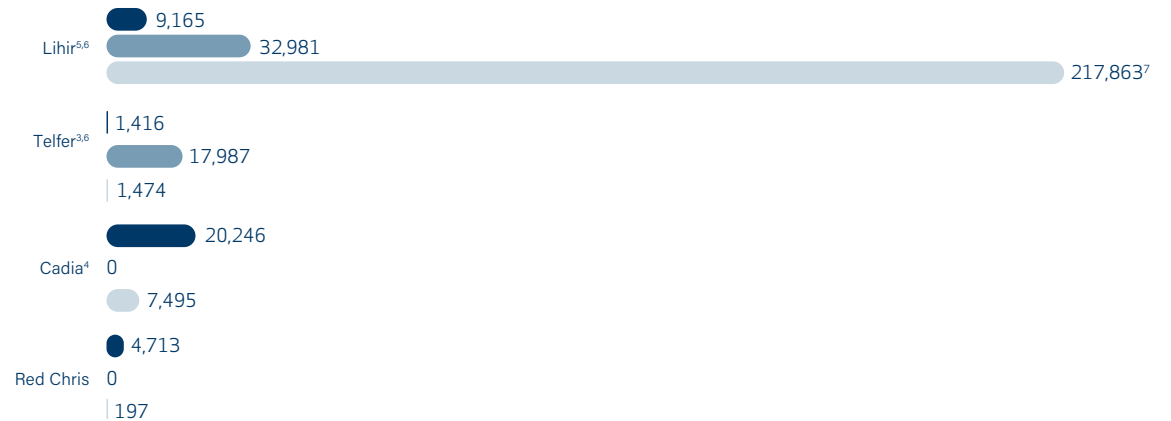 9,165
Lihir5,6 32,981
217,8637
1,416
Telfer3,6
17,987
1,474
20,246
Cadia4 0
7,495
4,713
Red Chris 0
197